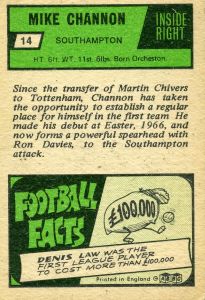 MIKE CHANNON
INSIDE
RIGHT
14
SOUTHAMPTON
HT. 6ft. WT. 11st. 6lbs. Born Orcheston.
Since the transfer of Martin Chivers
to Tottenham, Channon has taken
the opportunity to establish a regular
place for himself in the first team. He
made his debut at Easter, 1966, and
now forms a powerful spearhead with
Ron Davies, to the Southampton
attack.
FOOTBALL
FACTS
£100,000
DENIS LAW WAS THE
FIRST LEAGUE PLAYER
TO COST MORE THAN £100,000
Printed in England